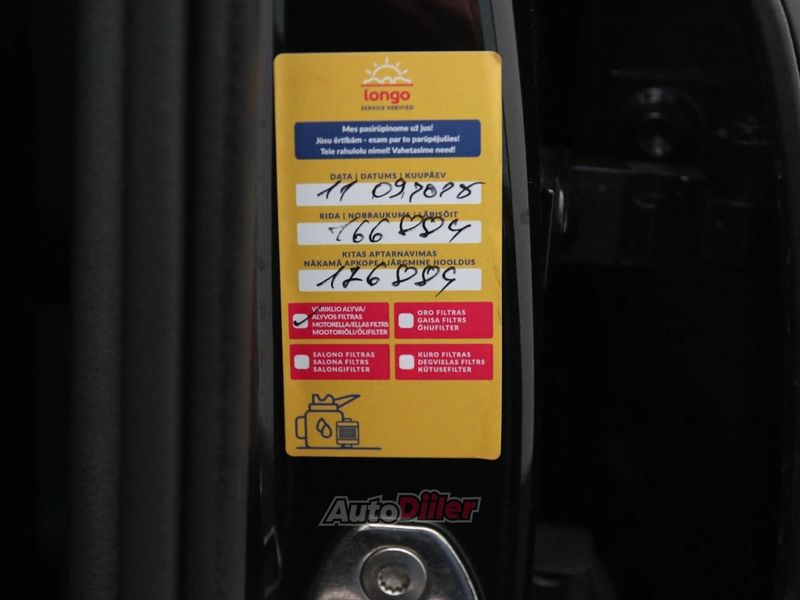 longo
SERVICE VERIFIED
Mes pasirūpinome už jus!
Jūsu ērtībām - esam par to parūpējušies!
Teie rahulolu nimel! Vahetasime need!
DATA | DATUMS | KUUPÄEV
RIDA | NOBRAUKUMS | LÄBISÕIT
166884
KITAS APTARNAVIMAS
NĀKAMĀ APKOPE | JÄRGMINE HOOLDUS
176884
VARIKLIO ALYVA/
ALYVOS FILTRAS
MOTORELLA/ELLAS FILTRS
MOOTORIÕLI/ÕLIFILTER
ORO FILTRAS
GAISA FILTRS
ÕHUFILTER
SALONO FILTRAS
SALONA FILTRS
SALONGIFILTER
KURO FILTRAS
DEGVIELAS FILTRS
KÜTUSEFILTER
AutoDiiler